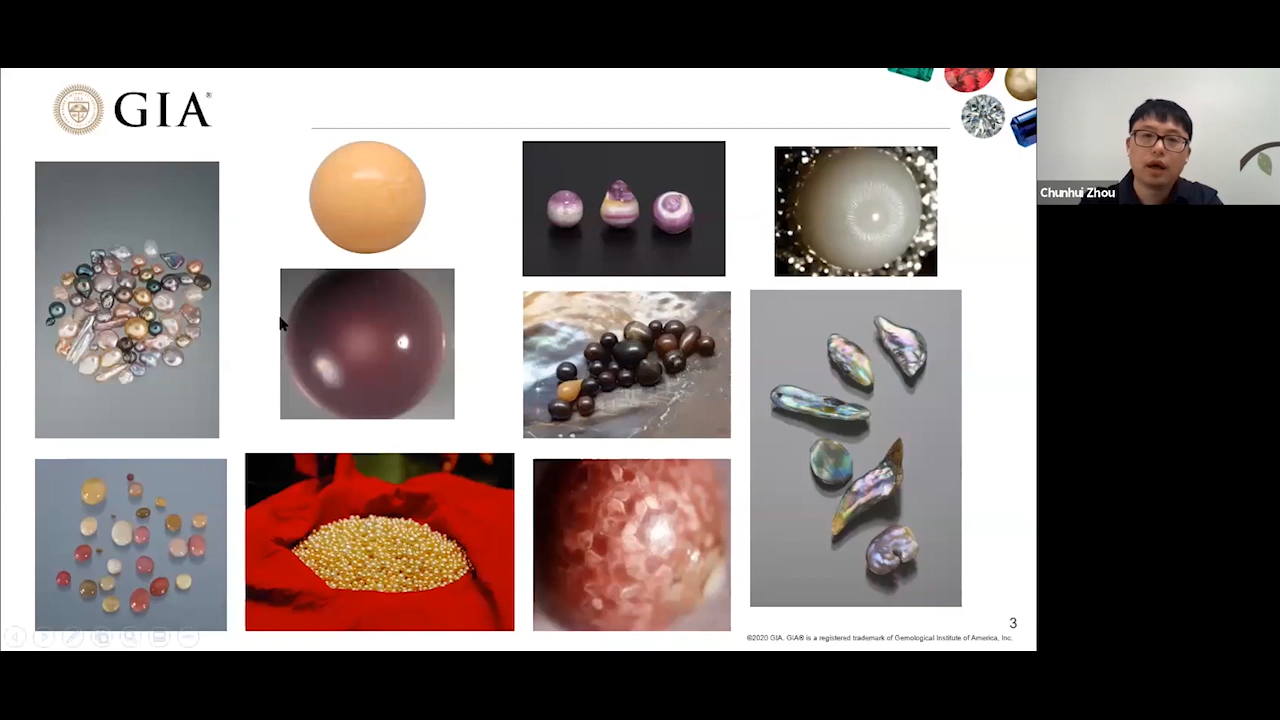 GIA®
Chunhui Zhou
3
©2020 GIA. GIA® is a registered trademark of Gemological Institute of America, Inc.